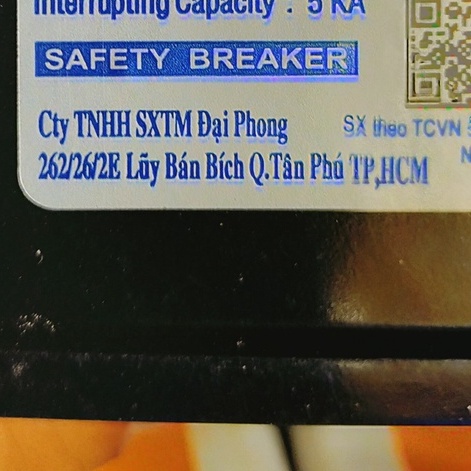 Interrupting Capacity : 5 KA
SAFETY BREAKER
Cty TNHH SXTM Đại Phong
SX theo TCVN
262/26/2E Lũy Bán Bích Q.Tân Phú TP,HCM